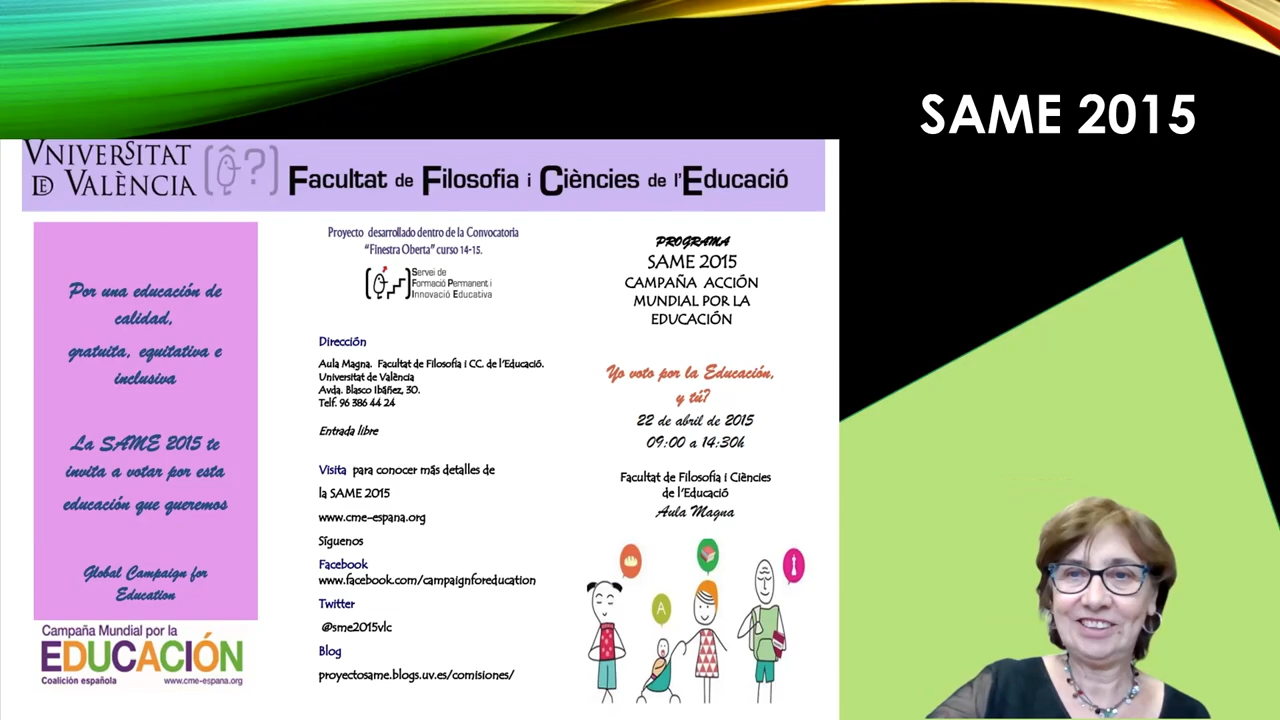 SAME 2015
VNIVERSITAT
DE VALÈNCIA
Facultat de Filosofia i Ciències de l'Educació
Por una educación de
calidad,
gratuita, equitativa e
inclusiva
La SAME 2015 te
invita a votar por esta
educación que queremos
Global Campaign for
Education
Campaña Mundial por la
EDUCACIÓN
Coalición española www.cme-espana.org
Proyecto desarrollado dentro de la Convocatoria
"Finestra Oberta" curso 14-15.
Servei de
Formació Permanent i
Innovació Educativa
Dirección
Aula Magna. Facultat de Filosofia i CC. de l'Educació.
Universitat de València
Avda. Blasco Ibáñez, 30.
Telf. 96 386 44 24
Entrada libre
Visita para conocer más detalles de
la SAME 2015
www.cme-espana.org
Síguenos
Facebook
www.facebook.com/campaignforeducation
Twitter
@sme2015vlc
Blog
proyectosame.blogs.uv.es/comisiones/
PROGRAMA
SAME 2015
CAMPAÑA ACCIÓN
MUNDIAL POR LA
EDUCACIÓN
Yo voto por la Educación,
y tú?
22 de abril de 2015
09:00 a 14:30h
Facultat de Filosofia i Ciències
de l'Educació
Aula Magna
A